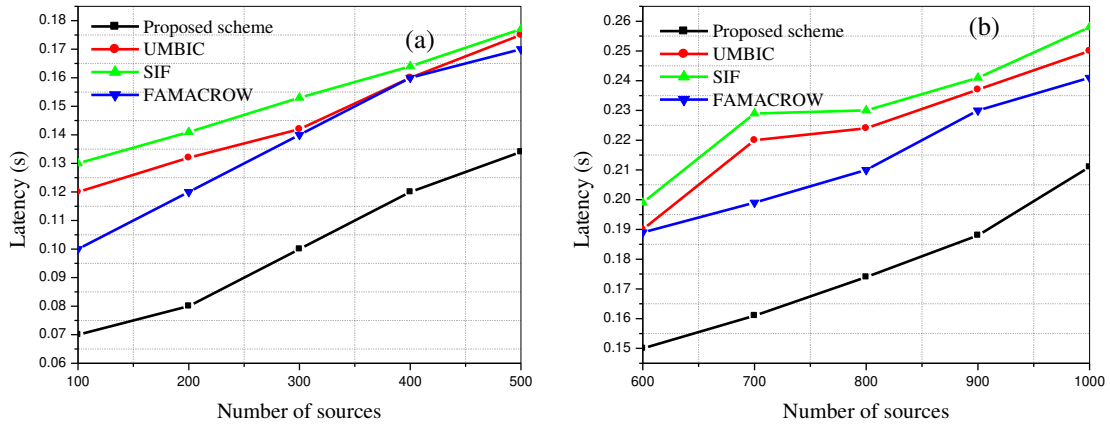 0.18
0.17
0.16
0.15
0.14
0.13
0.12
0.11
0.10
0.09
0.08
0.07
0.06
Latency (s)
100 200 300 400 500
Number of sources
Proposed scheme
UMBIC
SIF
FAMACROW
(a)
0.26
0.25
0.24
0.23
0.22
0.21
0.20
0.19
0.18
0.17
0.16
0.15
Latency (s)
600 700 800 900 1000
Number of sources
Proposed scheme
UMBIC
SIF
FAMACROW
(b)